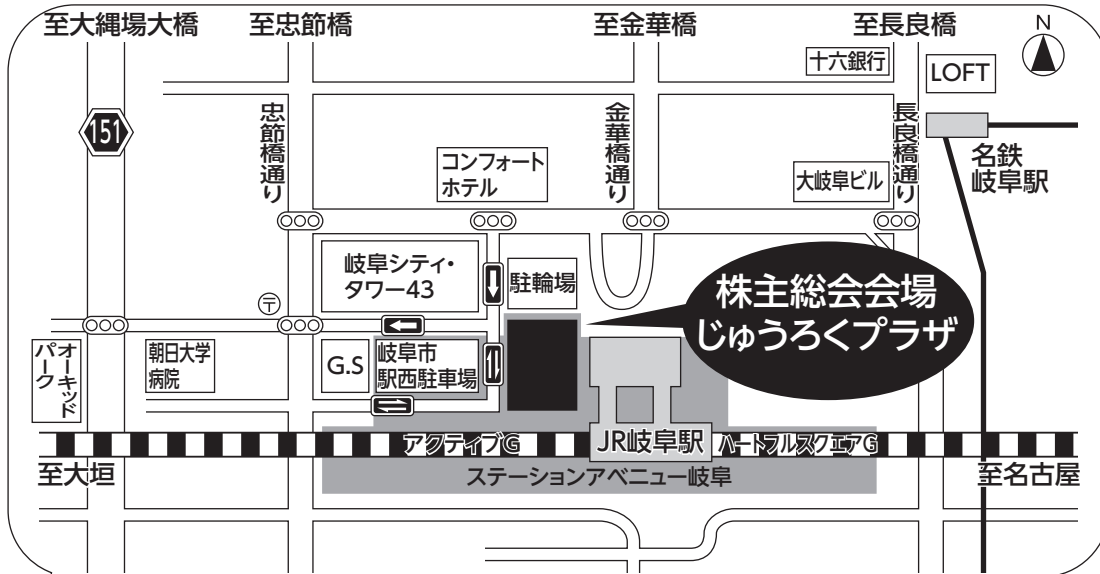 至大縄場大橋
至忠節橋
至金華橋
至長良橋
N
十六銀行
LOFT
151
忠節橋通り
金華橋通り
長良橋通り
名鉄
岐阜駅
コンフォート
ホテル
大岐阜ビル
岐阜シティ・
タワー43
駐輪場
株主総会会場
じゅうろくプラザ
〒
オーキッド
パーク
朝日大学
病院
G.S
岐阜市
駅西駐車場
アクティブG
JR岐阜駅
ハートフルスクエアG
至大垣
ステーションアベニュー岐阜
至名古屋